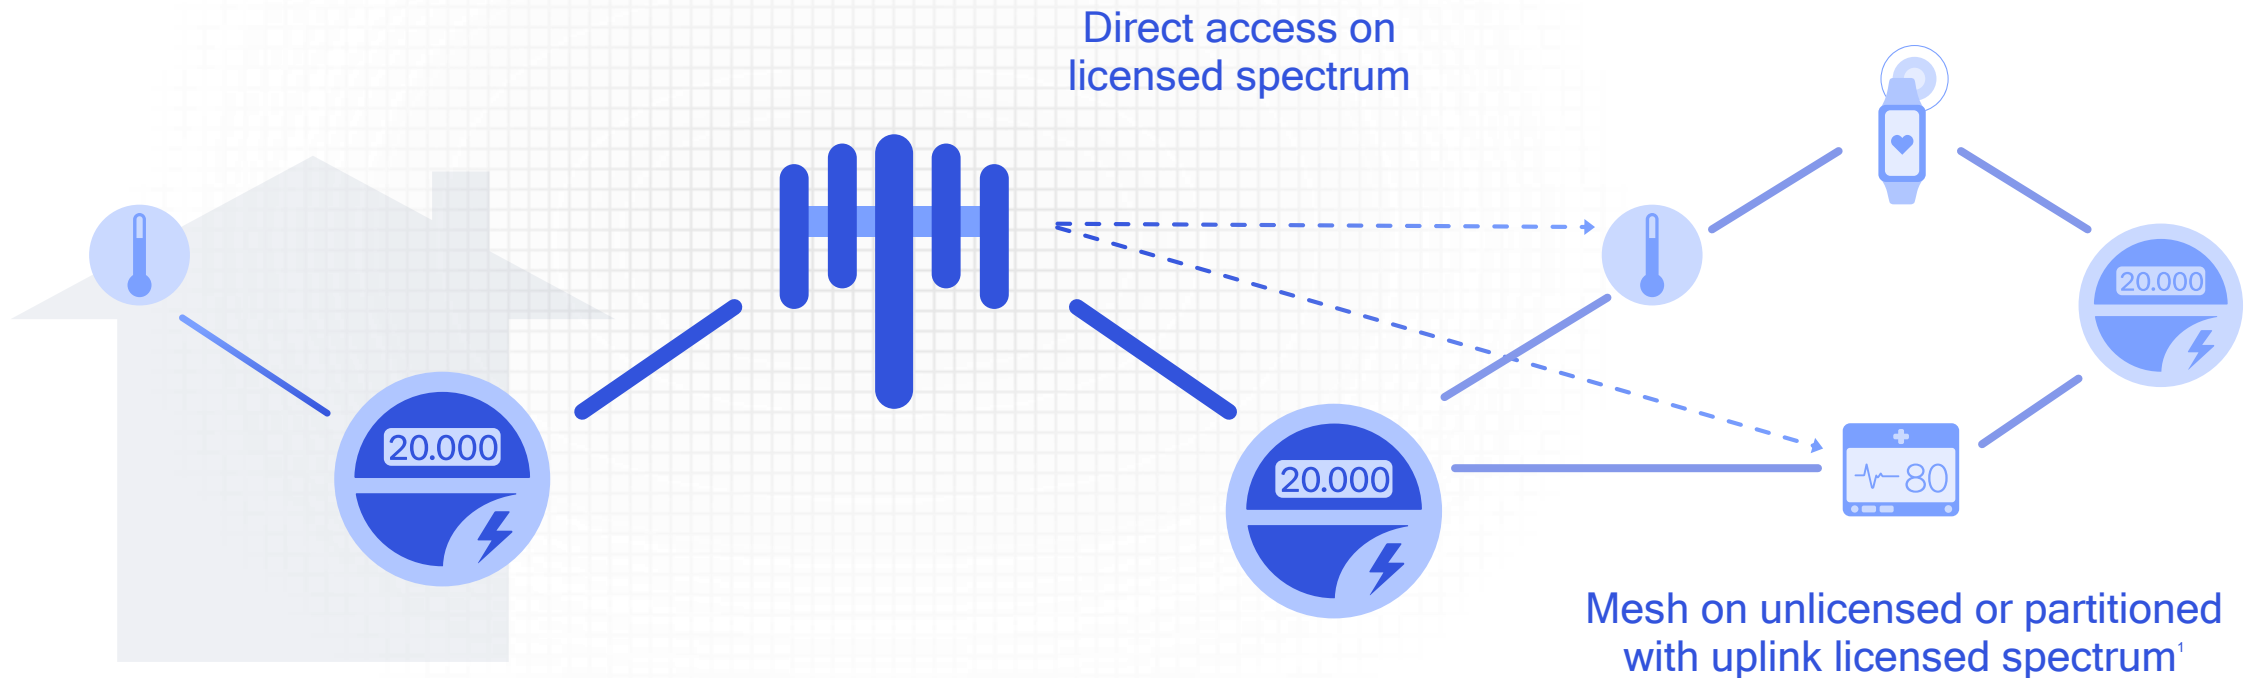 Direct access on
licensed spectrum
20.000
20.000
20.000
80
Mesh on unlicensed or partitioned
with uplink licensed spectrum¹